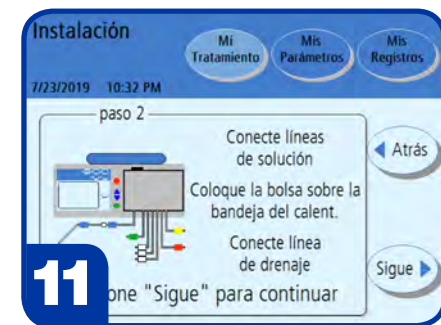 Instalación
Mi
Tratamiento
Mis
Parámetros
Mis
Registros
7/23/2019 10:32 PM
paso 2
Conecte líneas
de solución
Coloque la bolsa sobre la
bandeja del calent.
Conecte línea
de drenaje
Atrás
Sigue
11
one "Sigue" para continuar